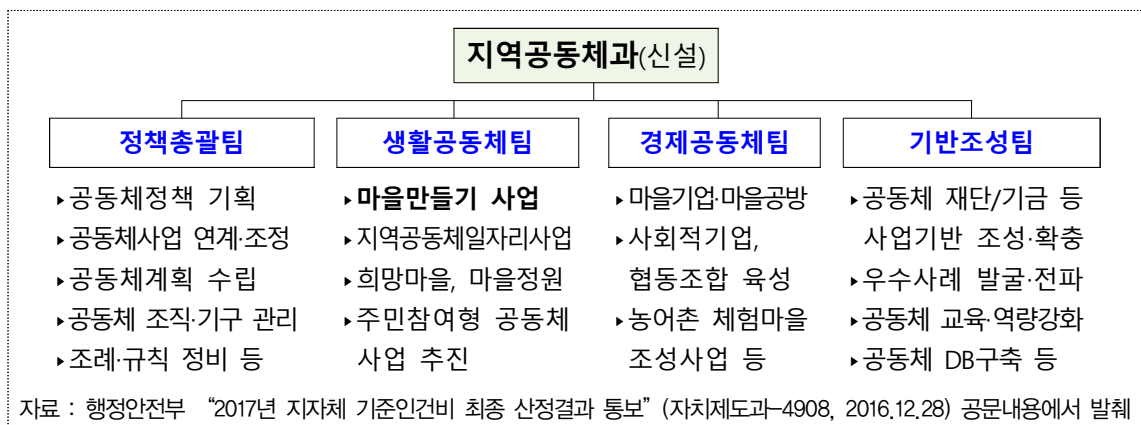 지역공동체과(신설)
정책총괄팀
▸공동체정책 기획
▸공동체사업 연계·조정
▸공동체계획 수립
▸공동체 조직·기구 관리
▸조례·규칙 정비 등
생활공동체팀
▸마을만들기 사업
▸지역공동체일자리사업
▸희망마을, 마을정원
▸주민참여형 공동체
사업 추진
경제공동체팀
▸마을기업·마을공방
▸사회적기업,
협동조합 육성
▸농어촌 체험마을
조성사업 등
기반조성팀
▸공동체 재단/기금 등
사업기반 조성·확충
▸우수사례 발굴·전파
▸공동체 교육·역량강화
▸공동체 DB구축 등
자료 : 행정안전부 “2017년 지자체 기준인건비 최종 산정결과 통보” (자치제도과-4908, 2016.12.28) 공문내용에서 발췌